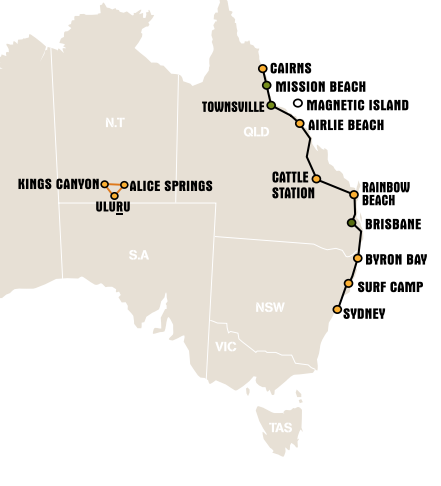 CAIRNS
MISSION BEACH
TOWNSVILLE
MAGNETIC ISLAND
N.T
AIRLIE BEACH
QLD
CATTLE
STATION
KINGS CANYON
ALICE SPRINGS
RAINBOW
BEACH
ULURU
BRISBANE
S.A
BYRON BAY
SURF CAMP
NSW
SYDNEY
VIC
TAS